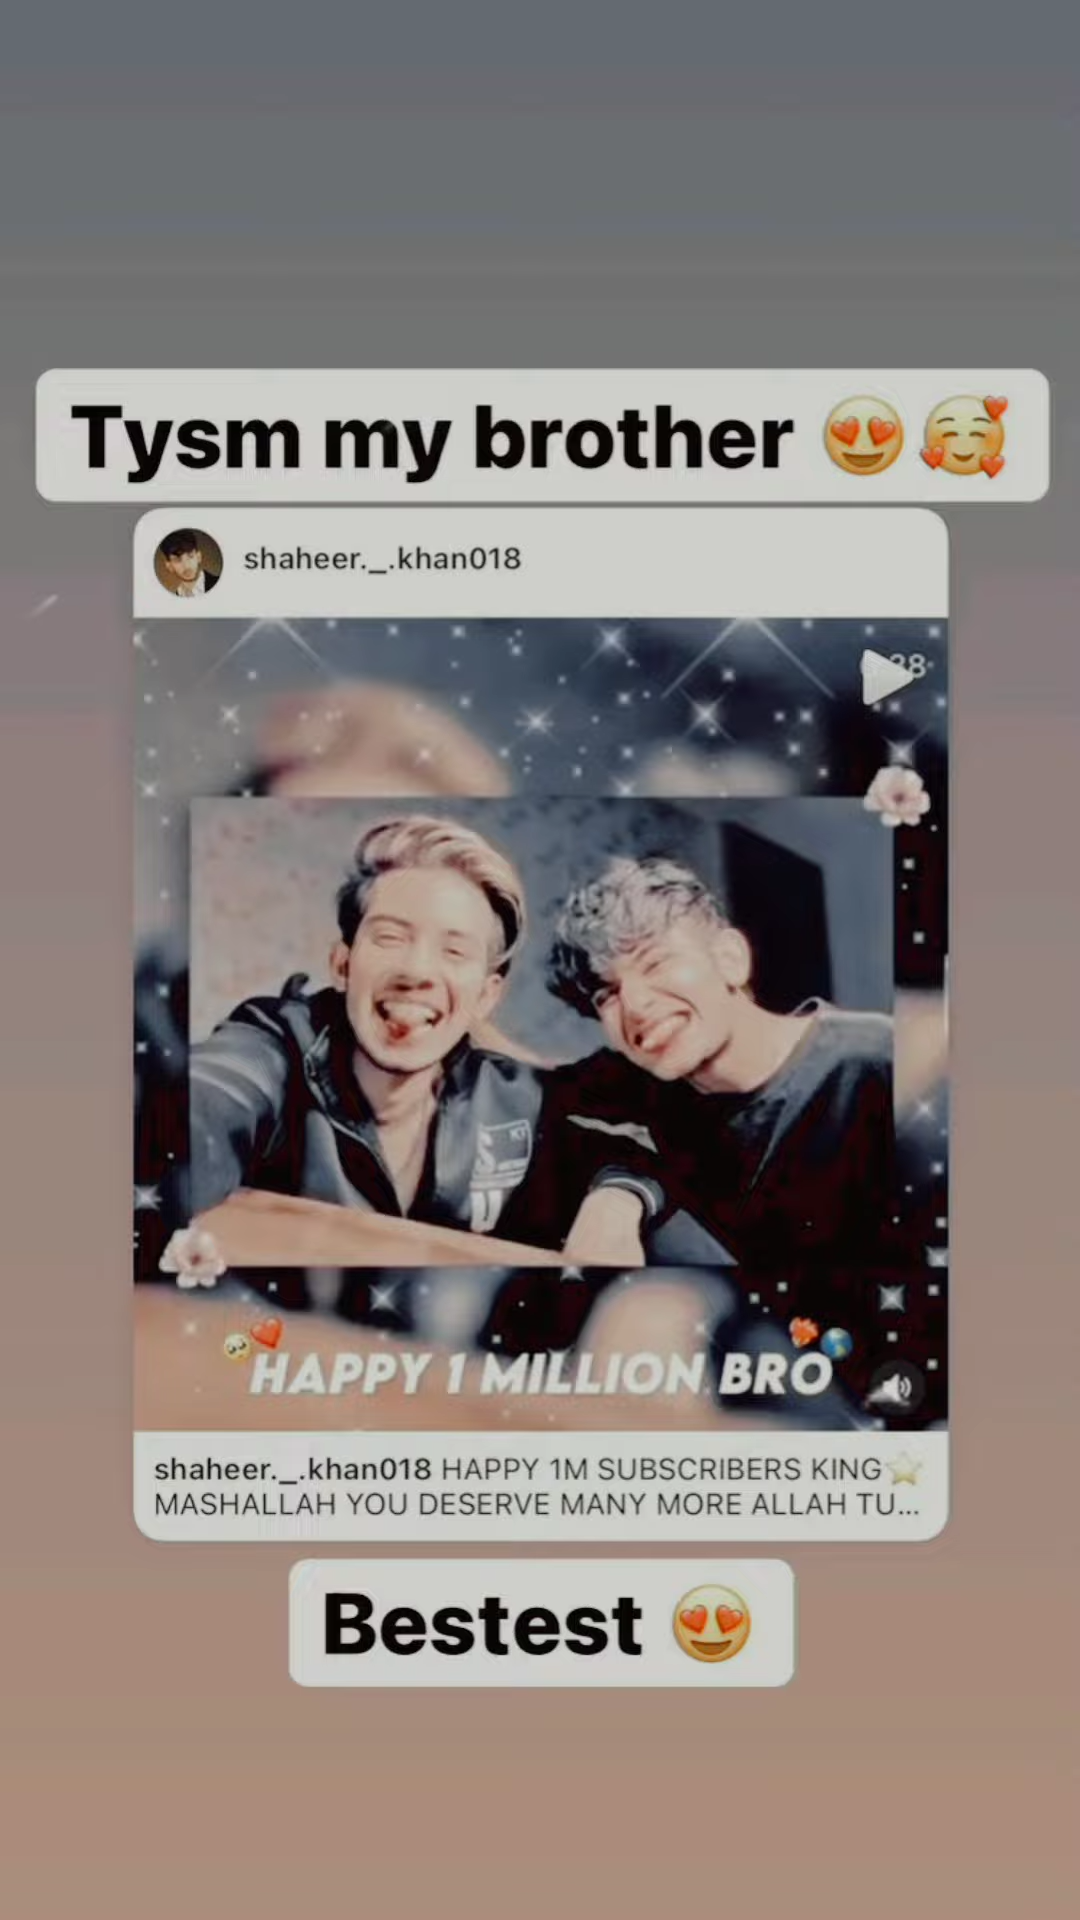 Tysm my brother 😍🥰
shaheer._.khan018
HAPPY 1 MILLION BRO
shaheer._.khan018 HAPPY 1M SUBSCRIBERS KING⭐
MASHALLAH YOU DESERVE MANY MORE ALLAH TU...
Bestest 😍